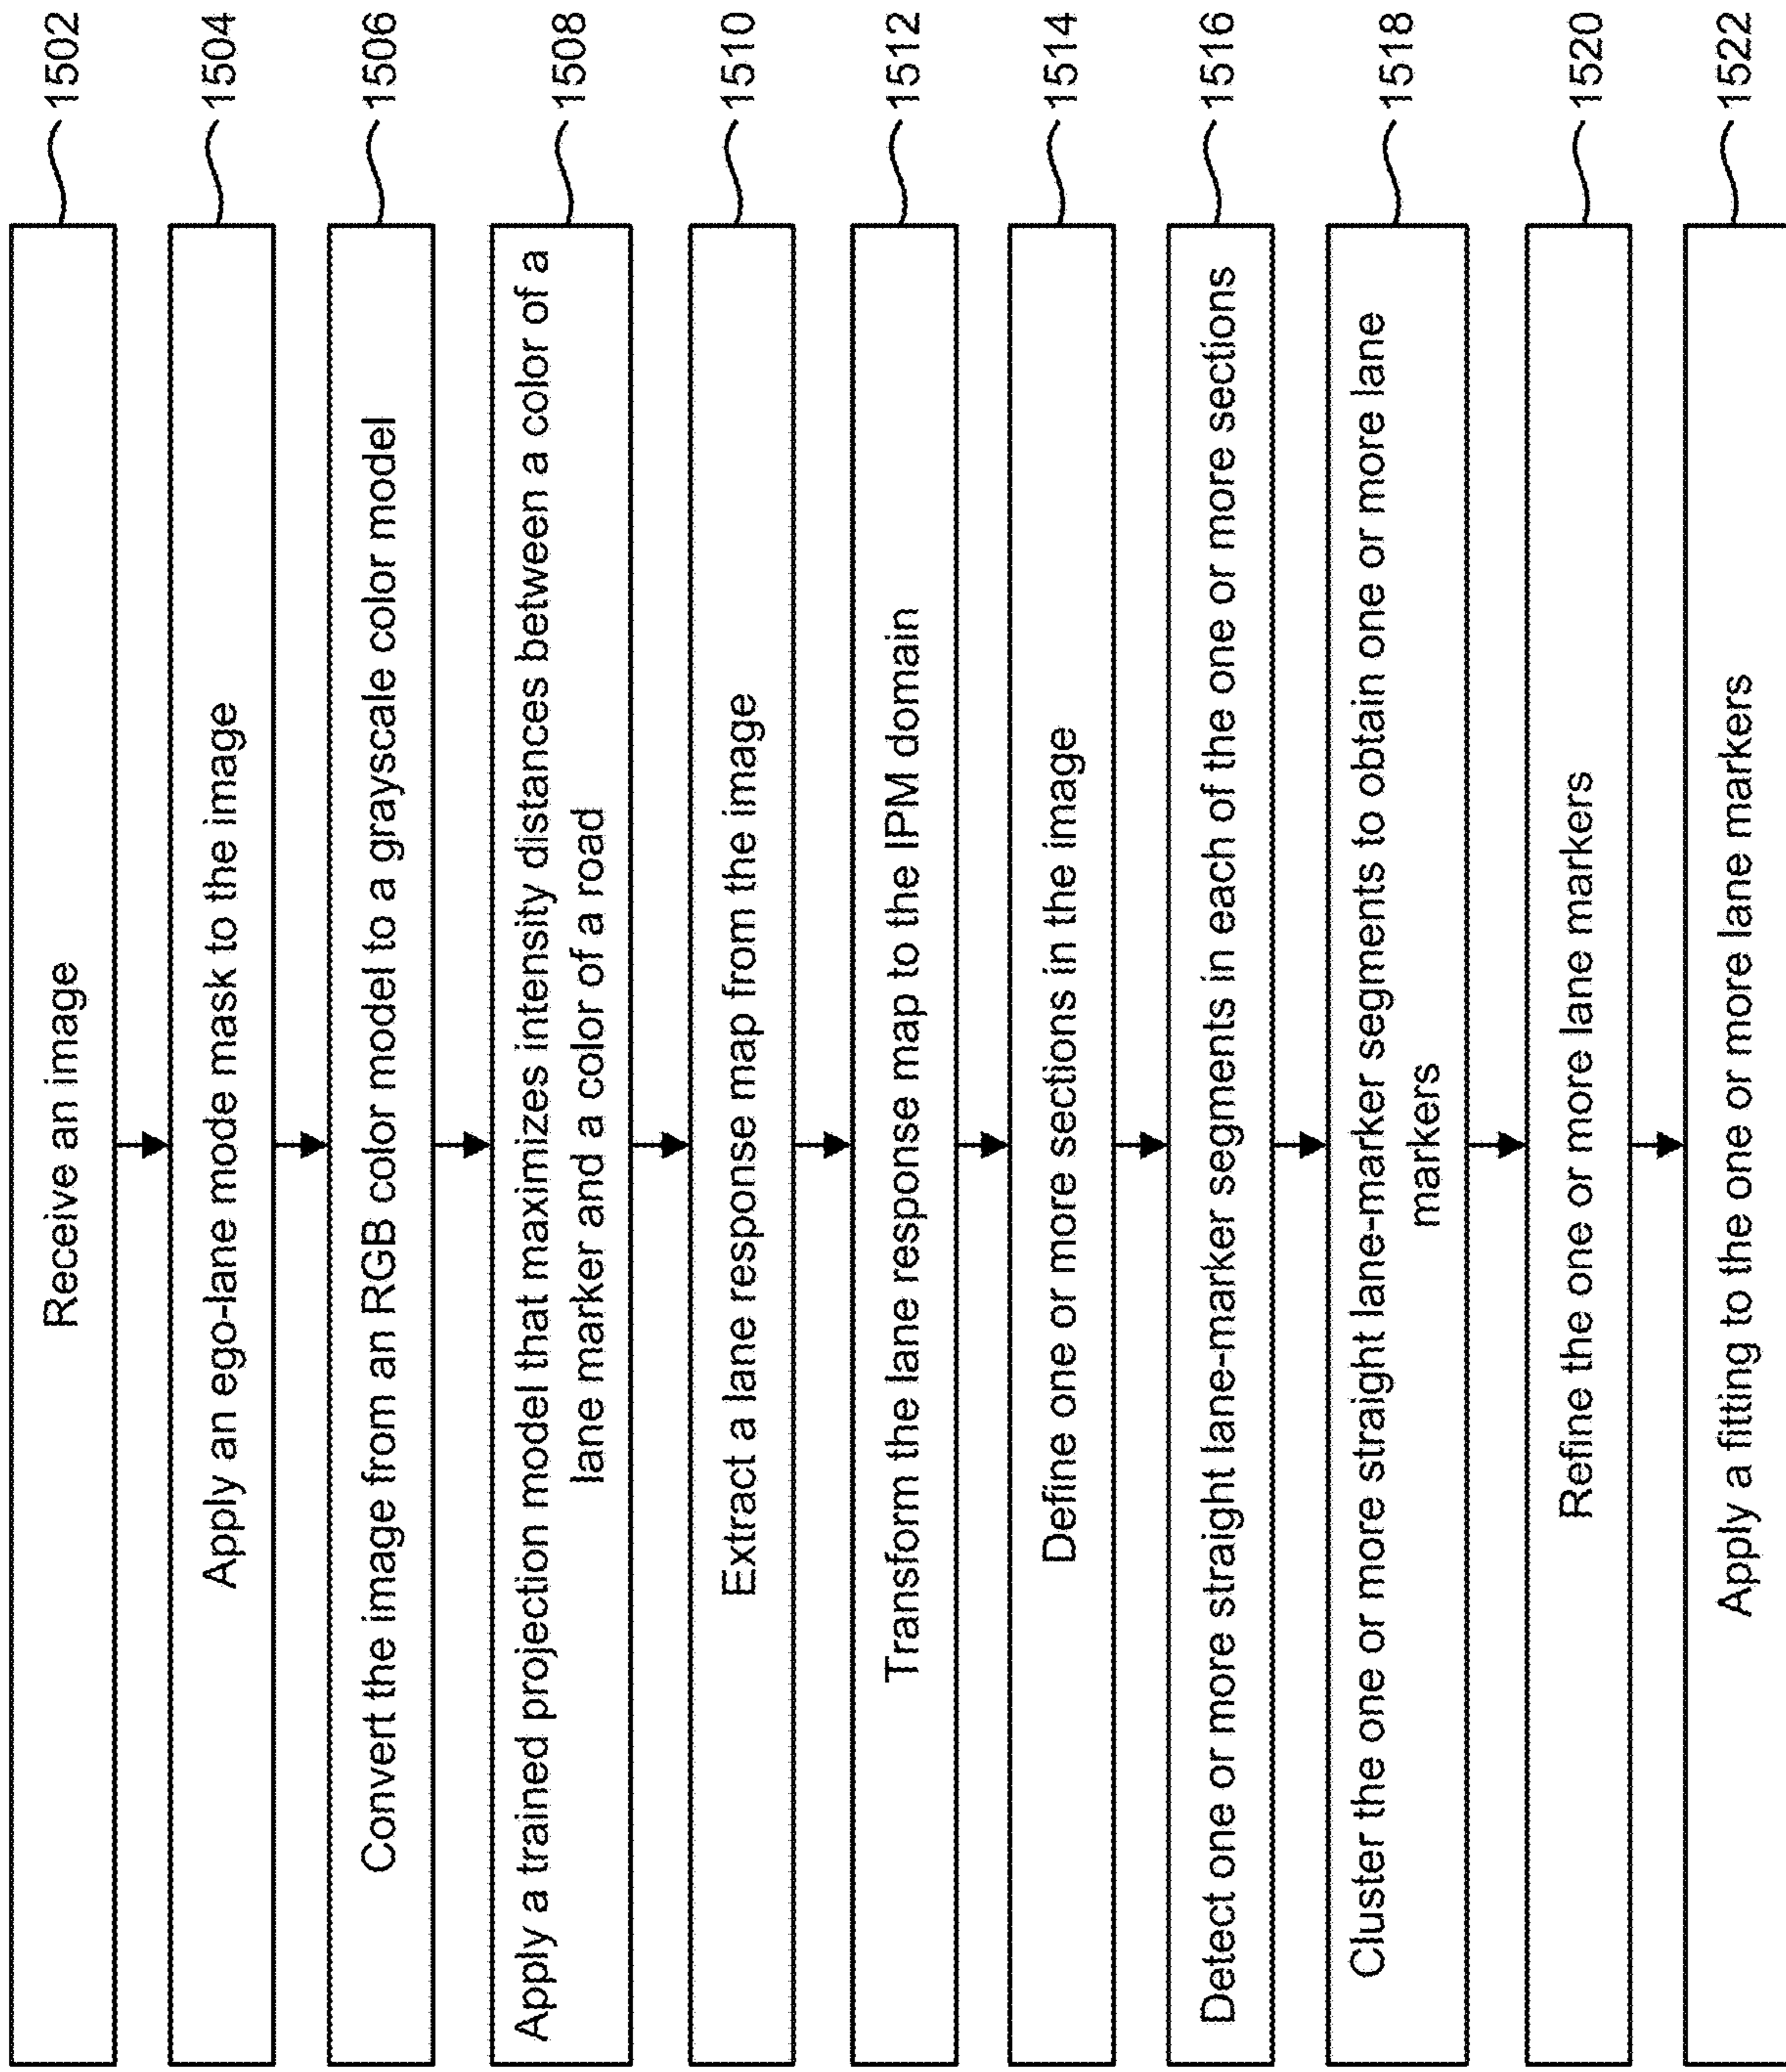 Receive an image
1502
Apply an ego-lane mode mask to the image
1504
Convert the image from an RGB color model to a grayscale color model
1506
Apply a trained projection model that maximizes intensity distances between a color of a
lane marker and a color of a road
1508
Extract a lane response map from the image
1510
Transform the lane response map to the IPM domain
1512
Define one or more sections in the image
1514
Detect one or more straight lane-marker segments in each of the one or more sections
1516
Cluster the one or more straight lane-marker segments to obtain one or more lane
markers
1518
Refine the one or more lane markers
1520
Apply a fitting to the one or more lane markers
1522